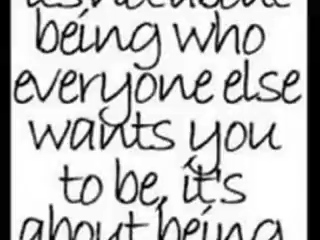 being who
everyone else
wants you
to be, it's
about being